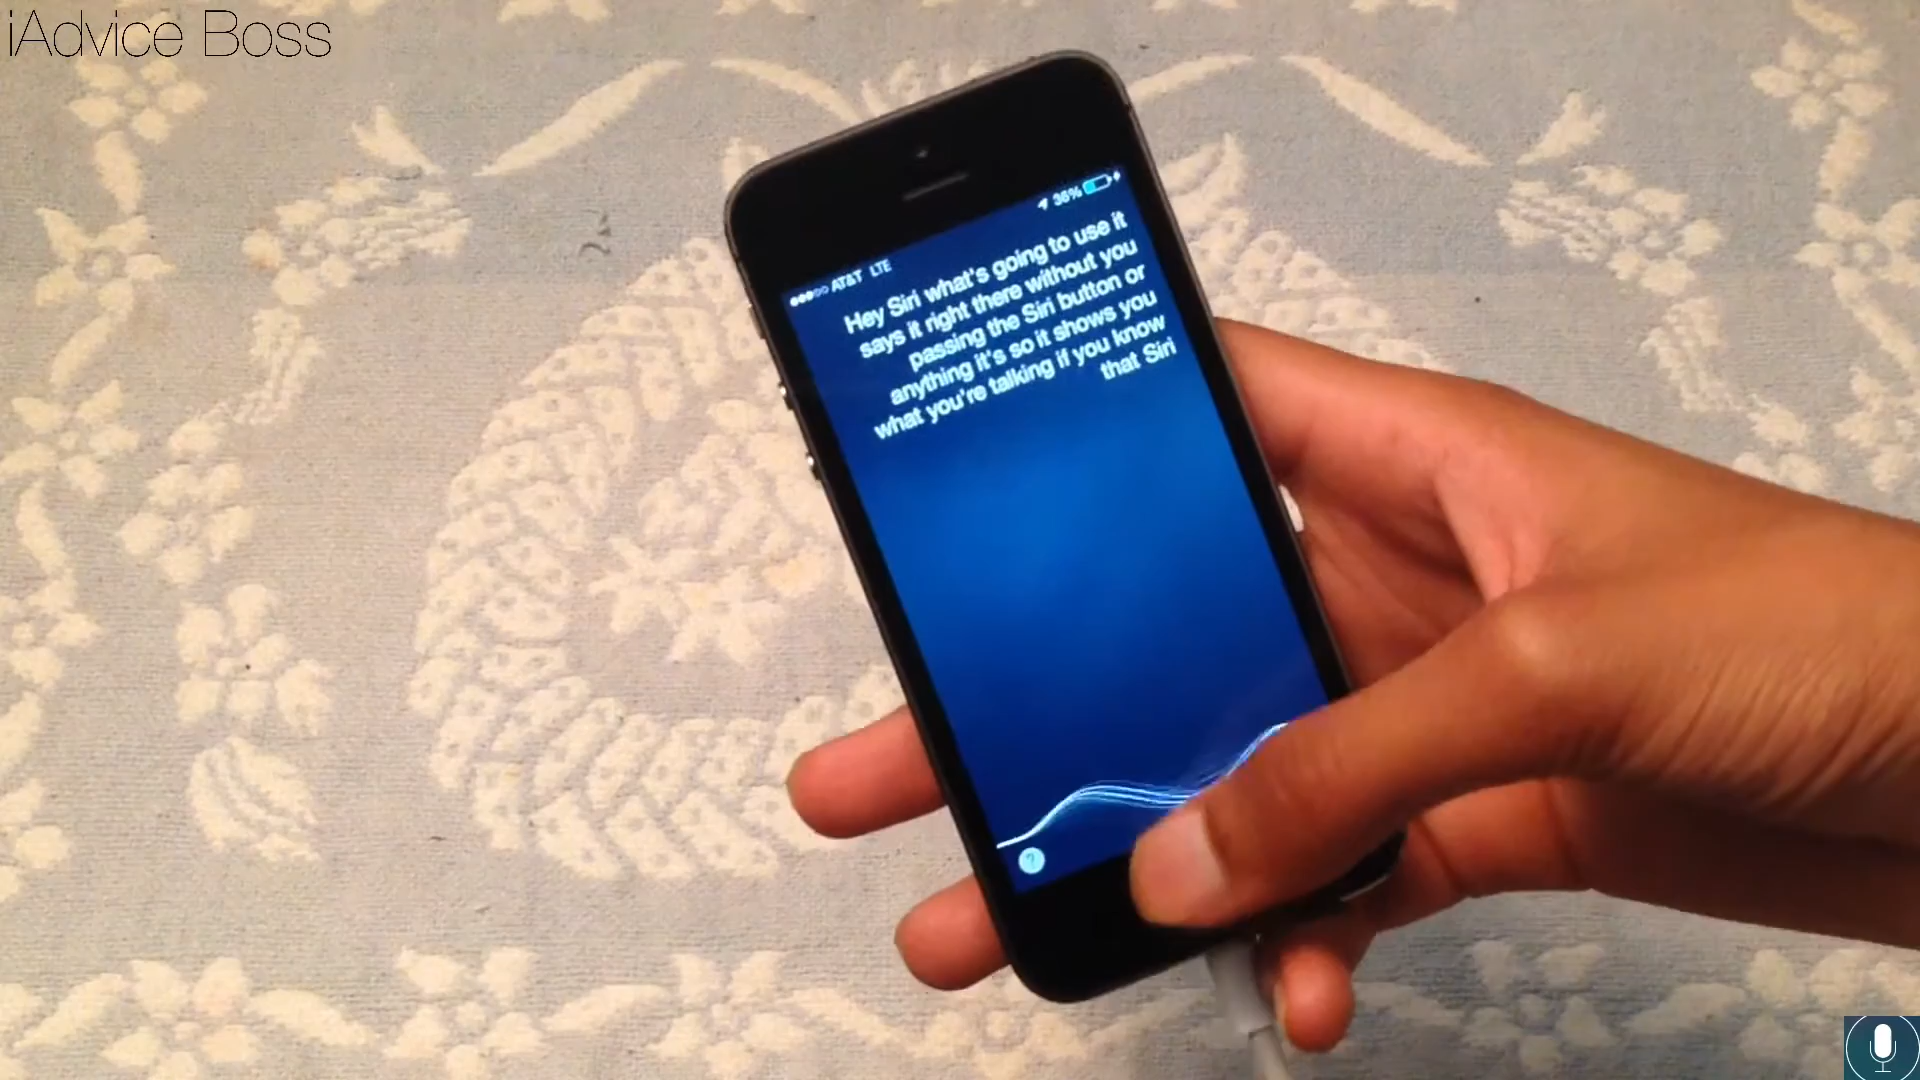 iAdvice Boss
AT&T LTE
36%
Hey Siri what's going to use it
says it right there without you
passing the Siri button or
anything it's so it shows you
what you're talking if you know
that Siri
?